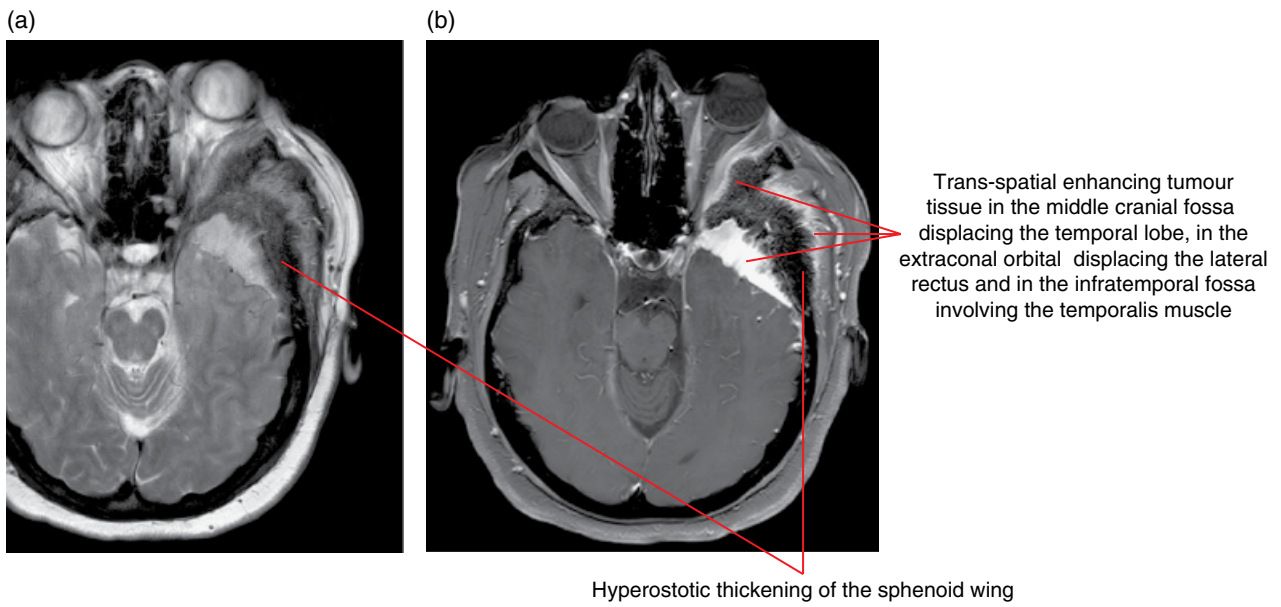 (a)
(b)
Trans-spatial enhancing tumour
tissue in the middle cranial fossa
displacing the temporal lobe, in the
extraconal orbital displacing the lateral
rectus and in the infratemporal fossa
involving the temporalis muscle
Hyperostotic thickening of the sphenoid wing